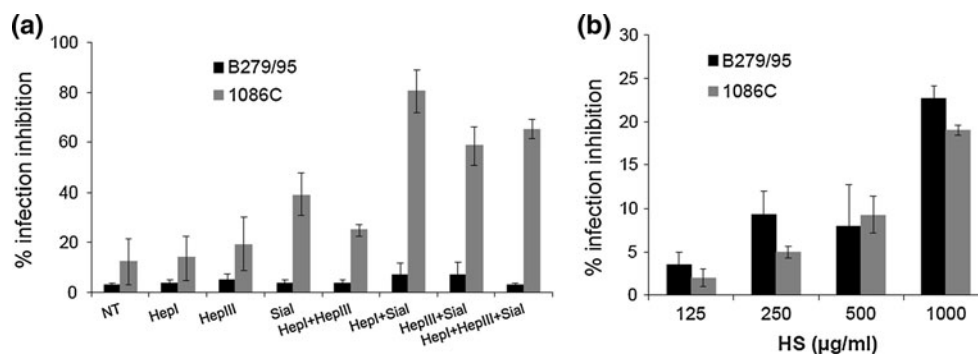 (a)
% infection inhibition
100
80
60
40
20
0
B279/95
1086C
NT
HepI
HepIII
Sial
HepI+HepIII
HepI+Sial
HepIII+Sial
HepI+HepIII+Sial
(b)
% infection inhibition
30
25
20
15
10
5
0
B279/95
1086C
125
250
500
1000
HS (µg/ml)